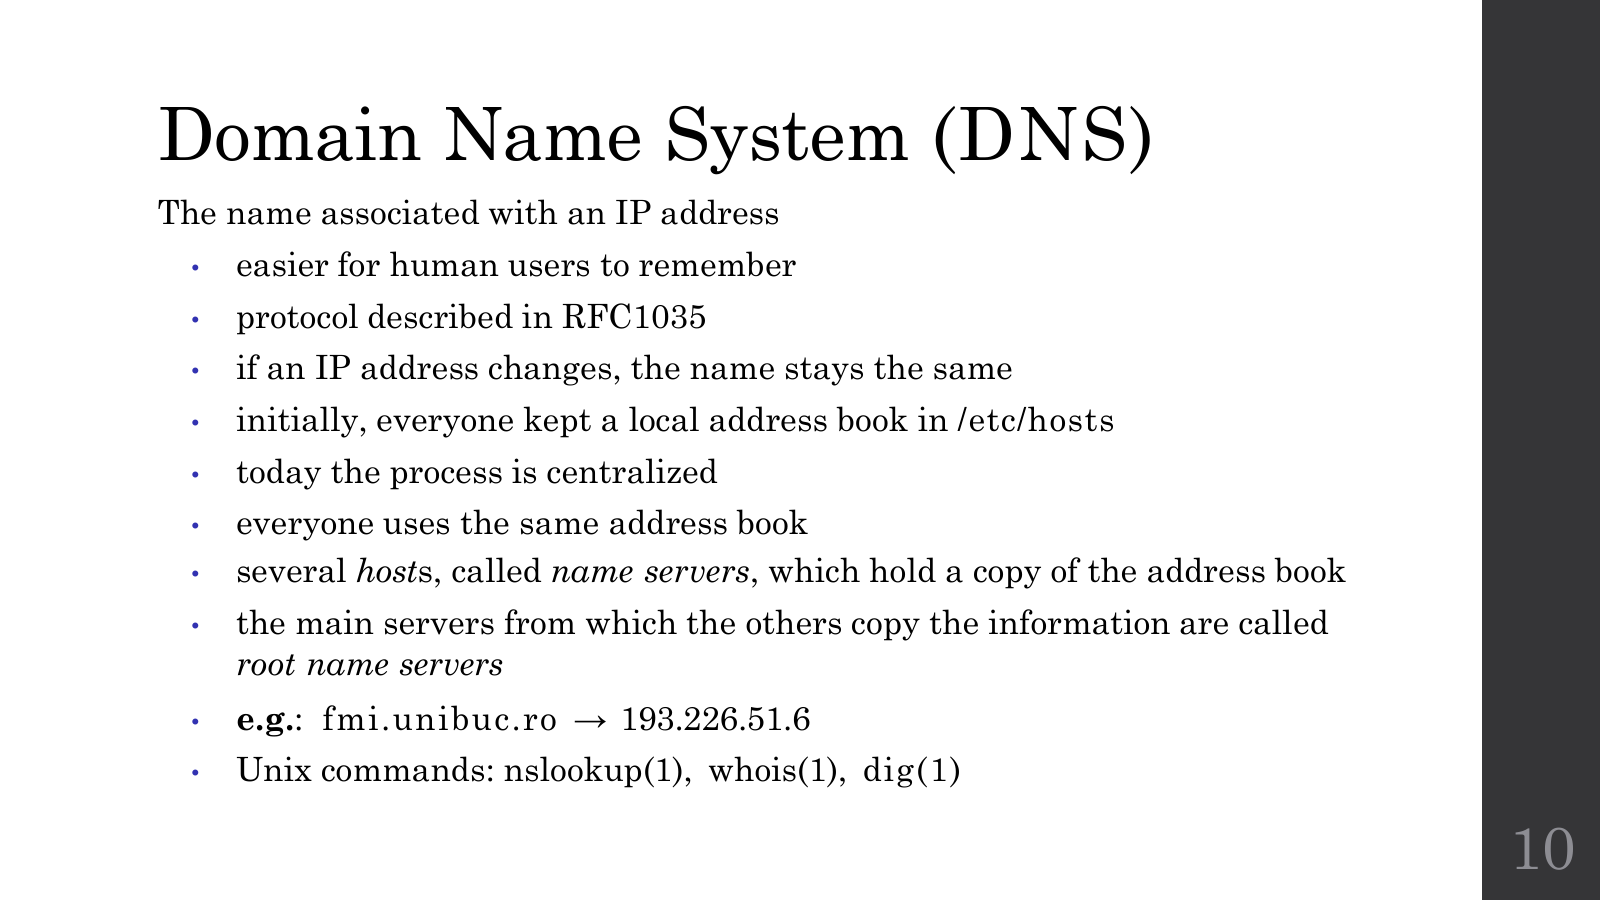 Domain Name System (DNS)
The name associated with an IP address
• easier for human users to remember
• protocol described in RFC1035
• if an IP address changes, the name stays the same
• initially, everyone kept a local address book in /etc/hosts
• today the process is centralized
• everyone uses the same address book
• several hosts, called name servers, which hold a copy of the address book
• the main servers from which the others copy the information are called
root name servers
• e.g.: fmi.unibuc.ro → 193.226.51.6
• Unix commands: nslookup(1), whois(1), dig(1)
10